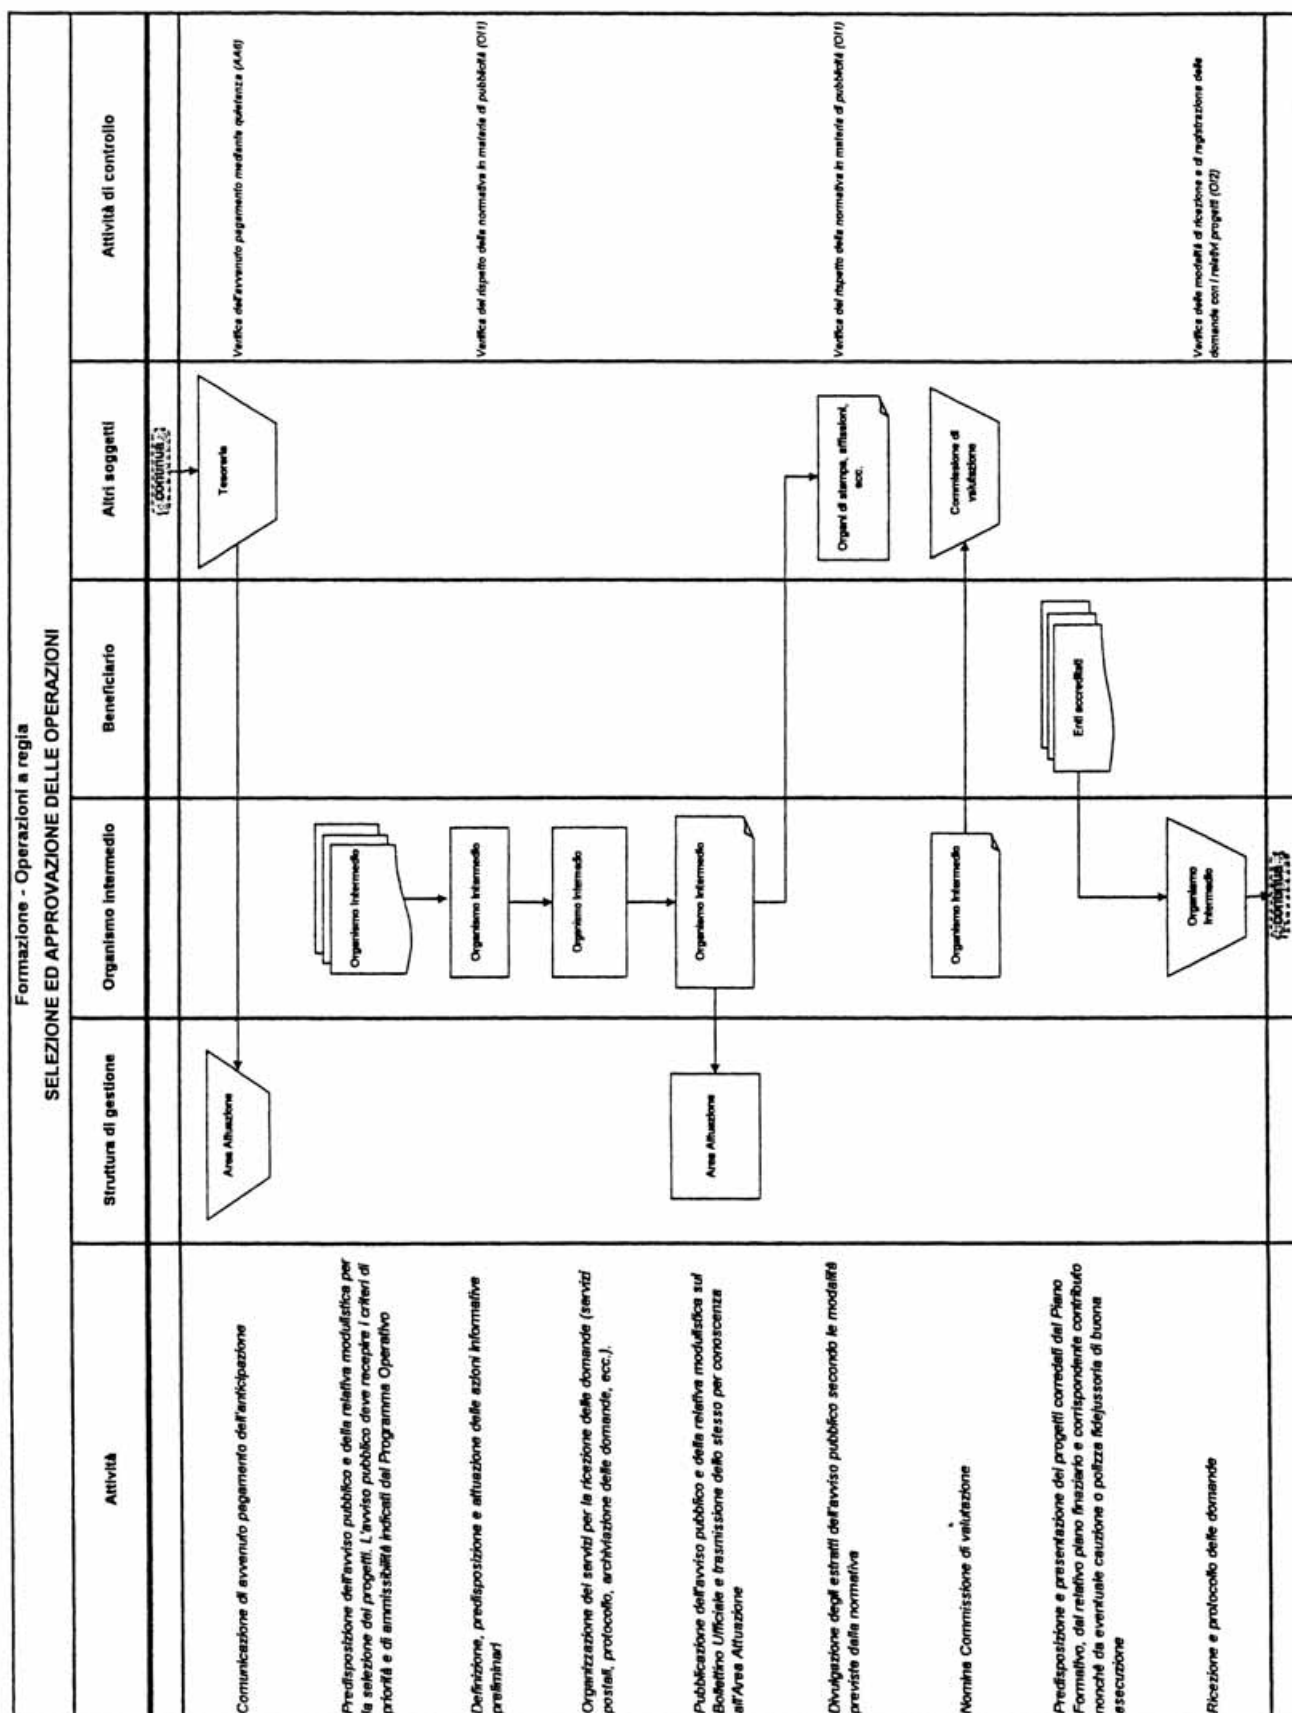 Formazione - Operazioni a regia
SELEZIONE ED APPROVAZIONE DELLE OPERAZIONI
Attività
Struttura di gestione
Organismo intermedio
Beneficiario
Altri soggetti
Attività di controllo
continua
Comunicazione di avvenuto pagamento dell'anticipazione
Area Attuazione
Tesoreria
Verifica dell'avvenuto pagamento mediante quietanza (AA6)
Predisposizione dell'avviso pubblico e della relativa modulistica per
la selezione dei progetti. L'avviso pubblico deve recepire i criteri di
priorità e di ammissibilità indicati dal Programma Operativo
Organismo Intermedio
Definizione, predisposizione e attuazione delle azioni informative
preliminari
Organismo Intermedio
Verifica del rispetto della normativa in materia di pubblicità (OI1)
Organizzazione dei servizi per la ricezione delle domande (servizi
postali, protocollo, archiviazione delle domande, ecc.).
Organismo Intermedio
Pubblicazione dell'avviso pubblico e della relativa modulistica sul
Bollettino Ufficiale e trasmissione dello stesso per conoscenza
all'Area Attuazione
Area Attuazione
Organismo Intermedio
Divulgazione degli estratti dell'avviso pubblico secondo le modalità
previste dalla normativa
Organi di stampa, affissioni,
ecc.
Verifica del rispetto della normativa in materia di pubblicità (OI1)
Nomina Commissione di valutazione
Organismo Intermedio
Commissione di
valutazione
Predisposizione e presentazione dei progetti corredati dal Piano
Formativo, dal relativo piano finaziario e corrispondente contributo
nonché da eventuale cauzione o polizza fidejussoria di buona
esecuzione
Enti accreditati
Ricezione e protocollo delle domande
Organismo
Intermedio
Verifica delle modalità di ricezione e di registrazione delle
domande con i relativi progetti (OI2)
continua